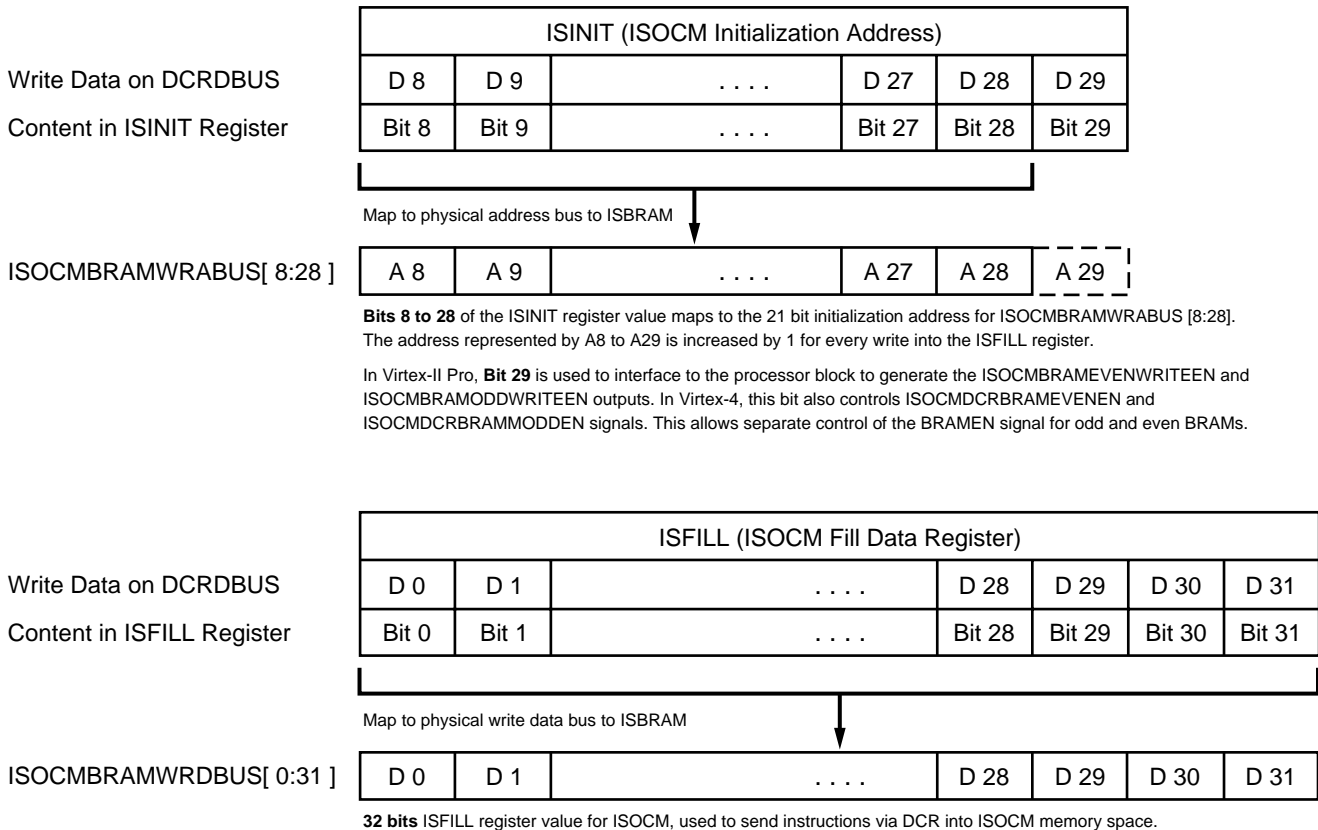 ISINIT (ISOCM Initialization Address)
Write Data on DCRDBUS D 8 D 9 . . . . D 27 D 28 D 29
Content in ISINIT Register Bit 8 Bit 9 . . . . Bit 27 Bit 28 Bit 29
Map to physical address bus to ISBRAM
ISOCMBRAMWRABUS[ 8:28 ] A 8 A 9 . . . . A 27 A 28 A 29
Bits 8 to 28 of the ISINIT register value maps to the 21 bit initialization address for ISOCMBRAMWRABUS [8:28].
The address represented by A8 to A29 is increased by 1 for every write into the ISFILL register.
In Virtex-II Pro, Bit 29 is used to interface to the processor block to generate the ISOCMBRAMEVENWRITEEN and
ISOCMBRAMODDWRITEEN outputs. In Virtex-4, this bit also controls ISOCMDCRBRAMEVENEN and
ISOCMDCRBRAMMODDEN signals. This allows separate control of the BRAMEN signal for odd and even BRAMs.
ISFILL (ISOCM Fill Data Register)
Write Data on DCRDBUS D 0 D 1 . . . . D 28 D 29 D 30 D 31
Content in ISFILL Register Bit 0 Bit 1 . . . . Bit 28 Bit 29 Bit 30 Bit 31
Map to physical write data bus to ISBRAM
ISOCMBRAMWRDBUS[ 0:31 ] D 0 D 1 . . . . D 28 D 29 D 30 D 31
32 bits ISFILL register value for ISOCM, used to send instructions via DCR into ISOCM memory space.